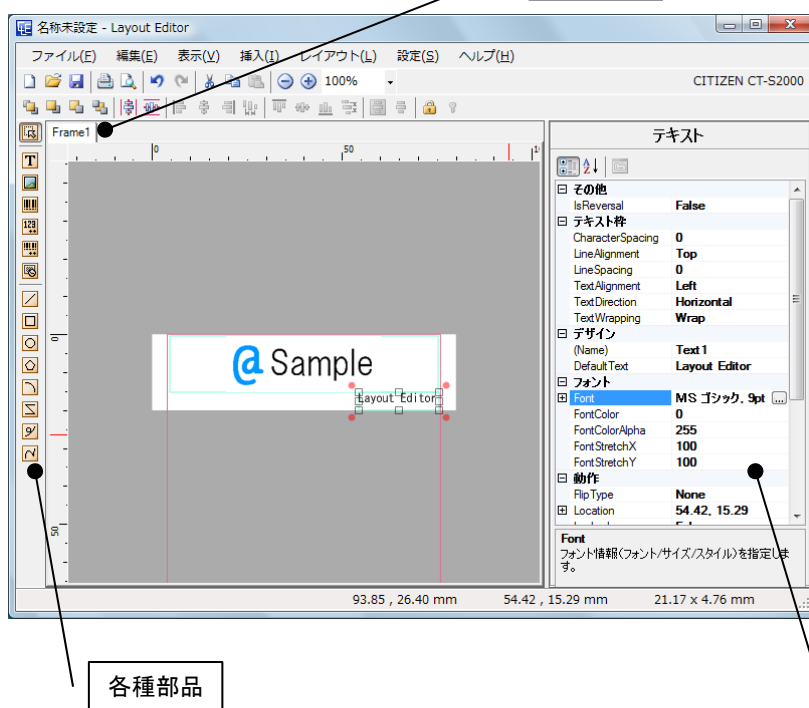 名称未設定 - Layout Editor
ファイル(F) 編集(E) 表示(V) 挿入(I) レイアウト(L) 設定(S) ヘルプ(H)
100%
CITIZEN CT-S2000
Frame1
テキスト
T
0 50
123
その他
IsReversal False
テキスト枠
CharacterSpacing 0
LineAlignment Top
LineSpacing 0
TextAlignment Left
TextDirection Horizontal
TextWrapping Wrap
デザイン
(Name) Text1
DefaultText Layout Editor
フォント
Font MS ゴシック, 9pt ...
FontColor 0
FontColorAlpha 255
FontStretchX 100
FontStretchY 100
動作
FlipType None
Location 54.42, 15.29
0
@ Sample
Layout Editor
50
Font
フォント情報(フォント/サイズ/スタイル)を指定しま
す。
93.85 , 26.40 mm 54.42 , 15.29 mm 21.17 x 4.76 mm
各種部品